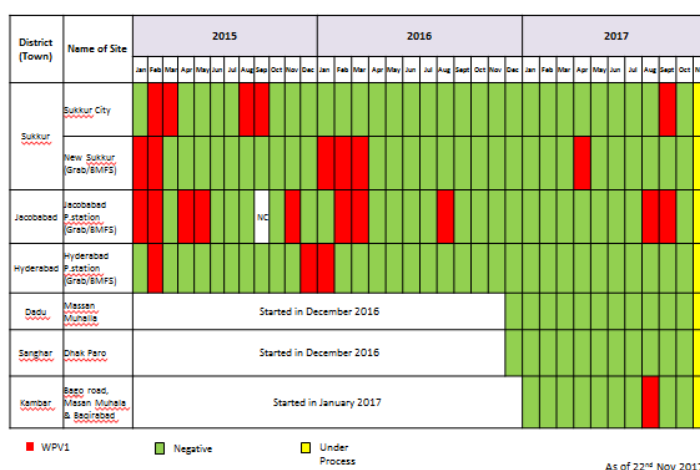 District
(Town)
Name of Site
2015
2016
2017
Jan Feb Mar Apr May Jun Jul Aug Sep Oct Nov Dec Jan Feb Mar Apr May Jun Jul Aug Sept Oct Nov Dec Jan Feb Mar Apr May Jun Jul Aug Sept Oct
Sukkur
Sukkur City
New Sukkur
(Grab/BMFS)
Jacobabad
Jacobabad
P.station
(Grab/BMFS)
NC
Hyderabad
Hyderabad
P.station
(Grab/BMFS)
Dadu
Massan
Muhalla
Started in December 2016
Sanghar
Dhak Paro
Started in December 2016
Kambar
Bago road,
Masan Muhala
& Baqirabad
Started in January 2017
WPV1
Negative
Under
Process
As of 22nd Nov 2017